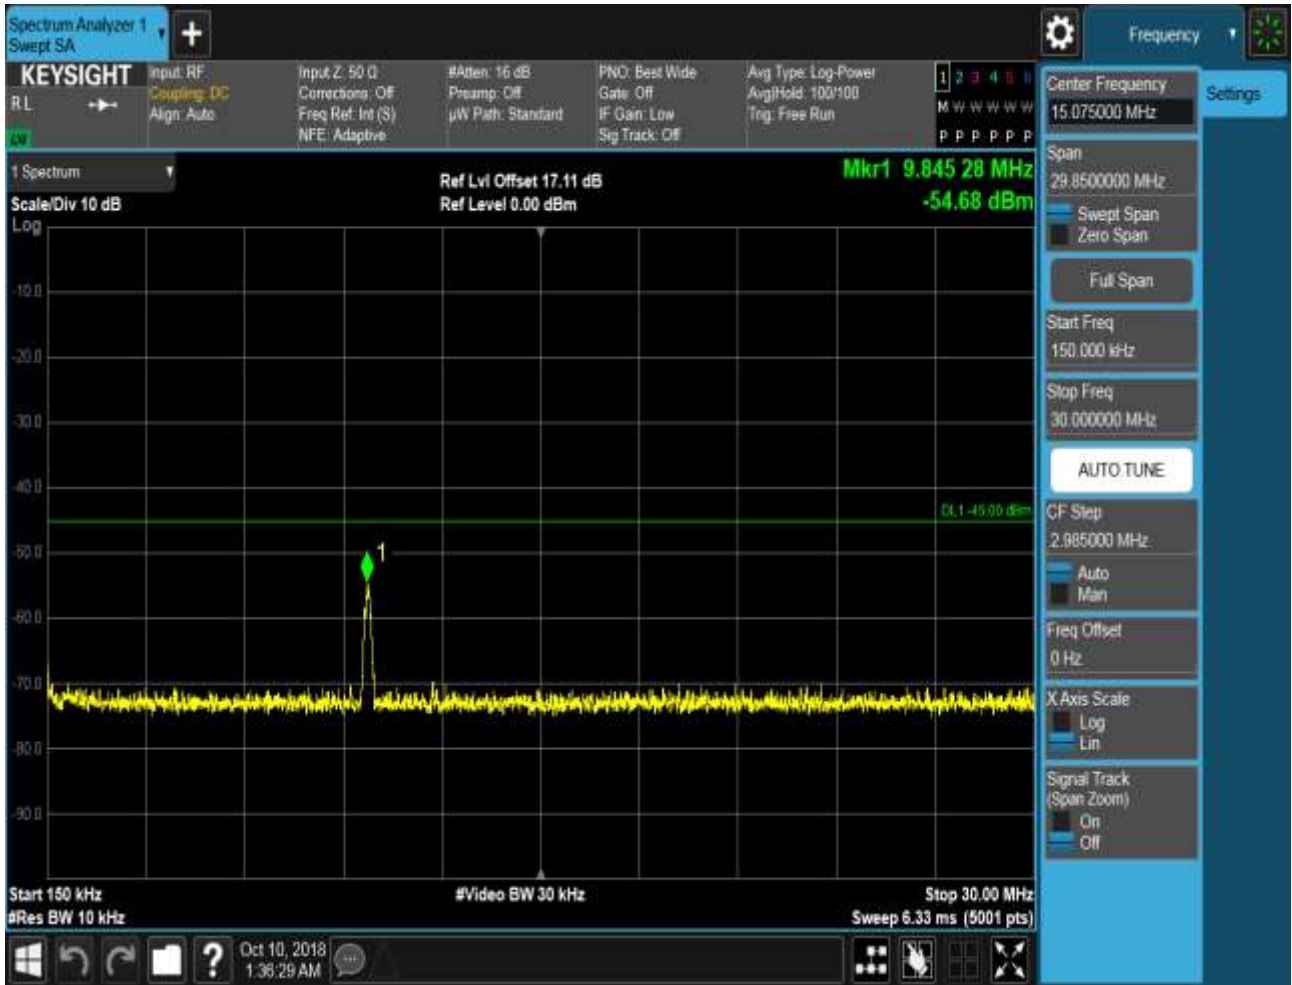 Spectrum Analyzer 1
Swept SA
+
Frequency
KEYSIGHT
R L
Input: RF
Coupling: DC
Align: Auto
Input Z: 50 Ω
Corrections: Off
Freq Ref: Int (S)
NFE: Adaptive
#Atten: 16 dB
Preamp: Off
µW Path: Standard
PNO: Best Wide
Gate: Off
IF Gain: Low
Sig Track: Off
Avg Type: Log-Power
Avg|Hold: 100/100
Trig: Free Run
1 2 3 4 5 6
M W W W W W
P P P P P P
1 Spectrum
Scale/Div 10 dB
Ref Lvl Offset 17.11 dB
Ref Level 0.00 dBm
Mkr1 9.845 28 MHz
-54.68 dBm
Log
-10.0
-20.0
-30.0
-40.0
-50.0
-60.0
-70.0
-80.0
-90.0
DL1 -45.00 dBm
1
Start 150 kHz
#Res BW 10 kHz
#Video BW 30 kHz
Stop 30.00 MHz
Sweep 6.33 ms (5001 pts)
Center Frequency
15.075000 MHz
Settings
Span
29.8500000 MHz
Swept Span
Zero Span
Full Span
Start Freq
150.000 kHz
Stop Freq
30.000000 MHz
AUTO TUNE
CF Step
2.985000 MHz
Auto
Man
Freq Offset
0 Hz
X Axis Scale
Log
Lin
Signal Track
(Span Zoom)
On
Off
?
Oct 10, 2018
1:36:29 AM